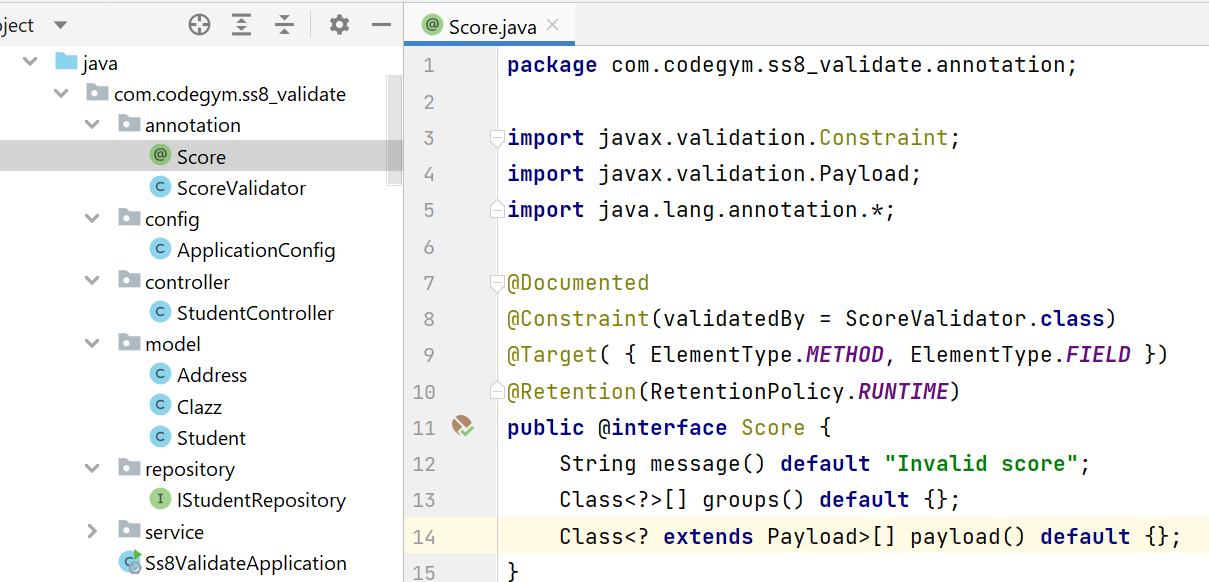 ject
java
com.codegym.ss8_validate
annotation
@ Score
C ScoreValidator
config
C ApplicationConfig
controller
C StudentController
model
C Address
C Clazz
C Student
repository
I IStudentRepository
service
C Ss8ValidateApplication
@ Score.java
1 package com.codegym.ss8_validate.annotation;
2
3 import javax.validation.Constraint;
4 import javax.validation.Payload;
5 import java.lang.annotation.*;
6
7 @Documented
8 @Constraint(validatedBy = ScoreValidator.class)
9 @Target( { ElementType.METHOD, ElementType.FIELD })
10 @Retention(RetentionPolicy.RUNTIME)
11 public @interface Score {
12 String message() default "Invalid score";
13 Class<?>[] groups() default {};
14 Class<? extends Payload>[] payload() default {};
15 }